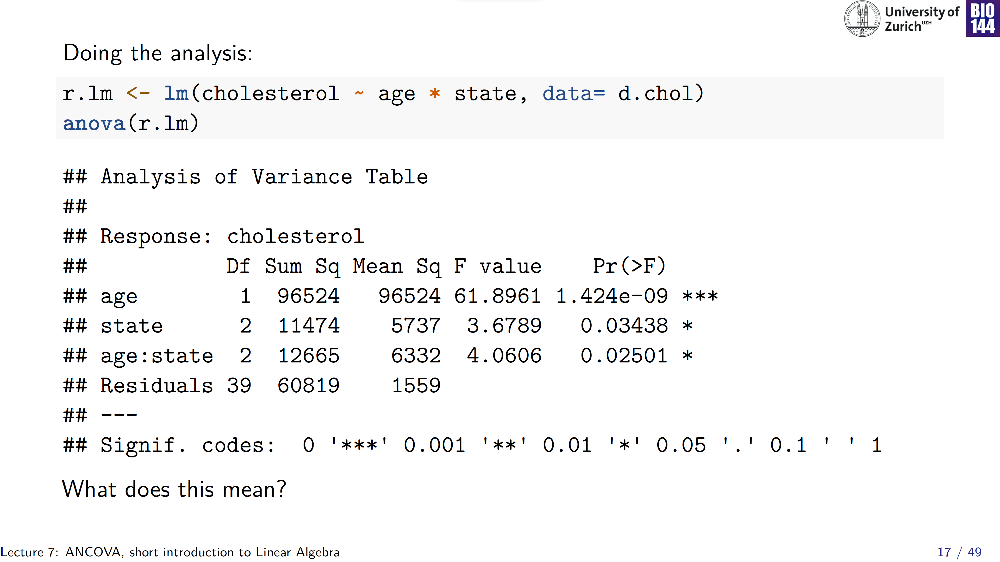 University of
Zurich UZH
BIO
144
Doing the analysis:
r.lm <- lm(cholesterol ~ age * state, data= d.chol)
anova(r.lm)
## Analysis of Variance Table
##
## Response: cholesterol
##           Df Sum Sq Mean Sq F value    Pr(>F)
## age        1  96524   96524 61.8961 1.424e-09 ***
## state      2  11474    5737  3.6789   0.03438 *
## age:state  2  12665    6332  4.0606   0.02501 *
## Residuals 39  60819    1559
## ---
## Signif. codes:  0 '***' 0.001 '**' 0.01 '*' 0.05 '.' 0.1 ' ' 1
What does this mean?
Lecture 7: ANCOVA, short introduction to Linear Algebra
17 / 49